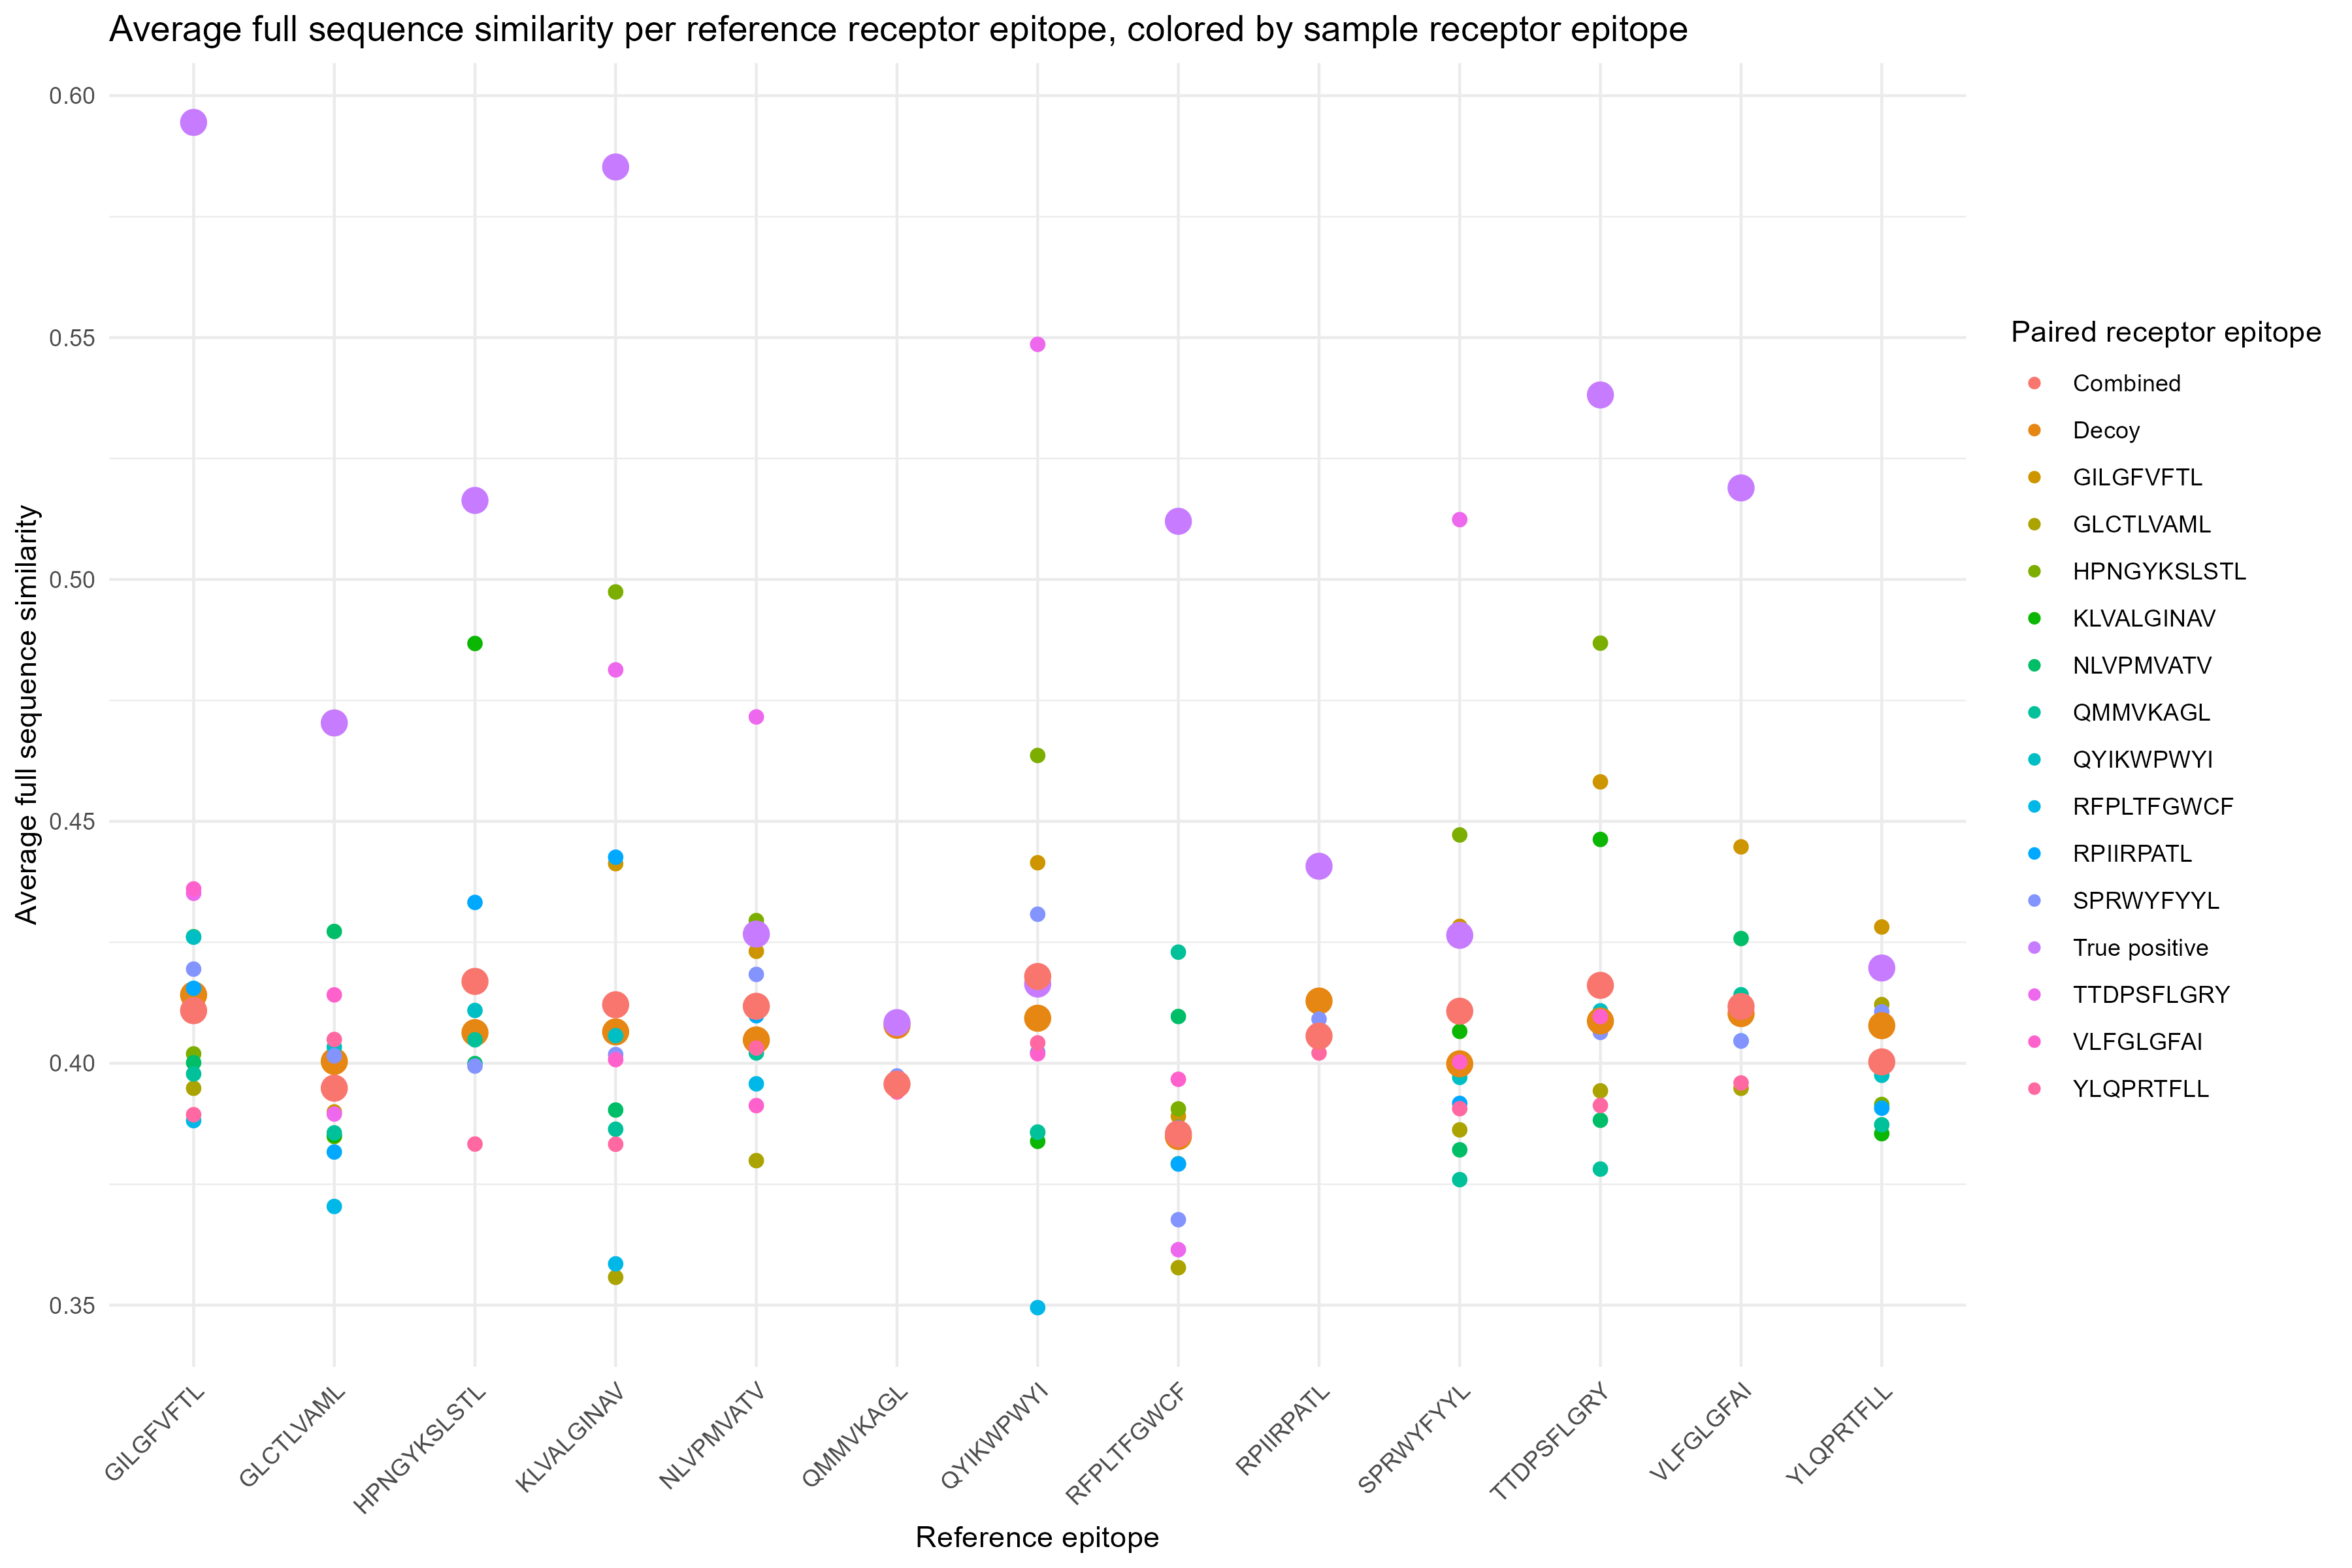 Average full sequence similarity per reference receptor epitope, colored by sample receptor epitope
Average full sequence similarity
0.60
0.55
0.50
0.45
0.40
0.35
GILGFVFTL
GLCTLVAML
HPNGYKSLSTL
KLVALGINAV
NLVPMVATV
QMMVKAGL
QYIKWPWYI
RFPLTFGWCF
RPIIRPATL
SPRWYFYYL
TTDPSFLGRY
VLFGLGFAI
YLQPRTFLL
Reference epitope
Paired receptor epitope
Combined
Decoy
GILGFVFTL
GLCTLVAML
HPNGYKSLSTL
KLVALGINAV
NLVPMVATV
QMMVKAGL
QYIKWPWYI
RFPLTFGWCF
RPIIRPATL
SPRWYFYYL
True positive
TTDPSFLGRY
VLFGLGFAI
YLQPRTFLL